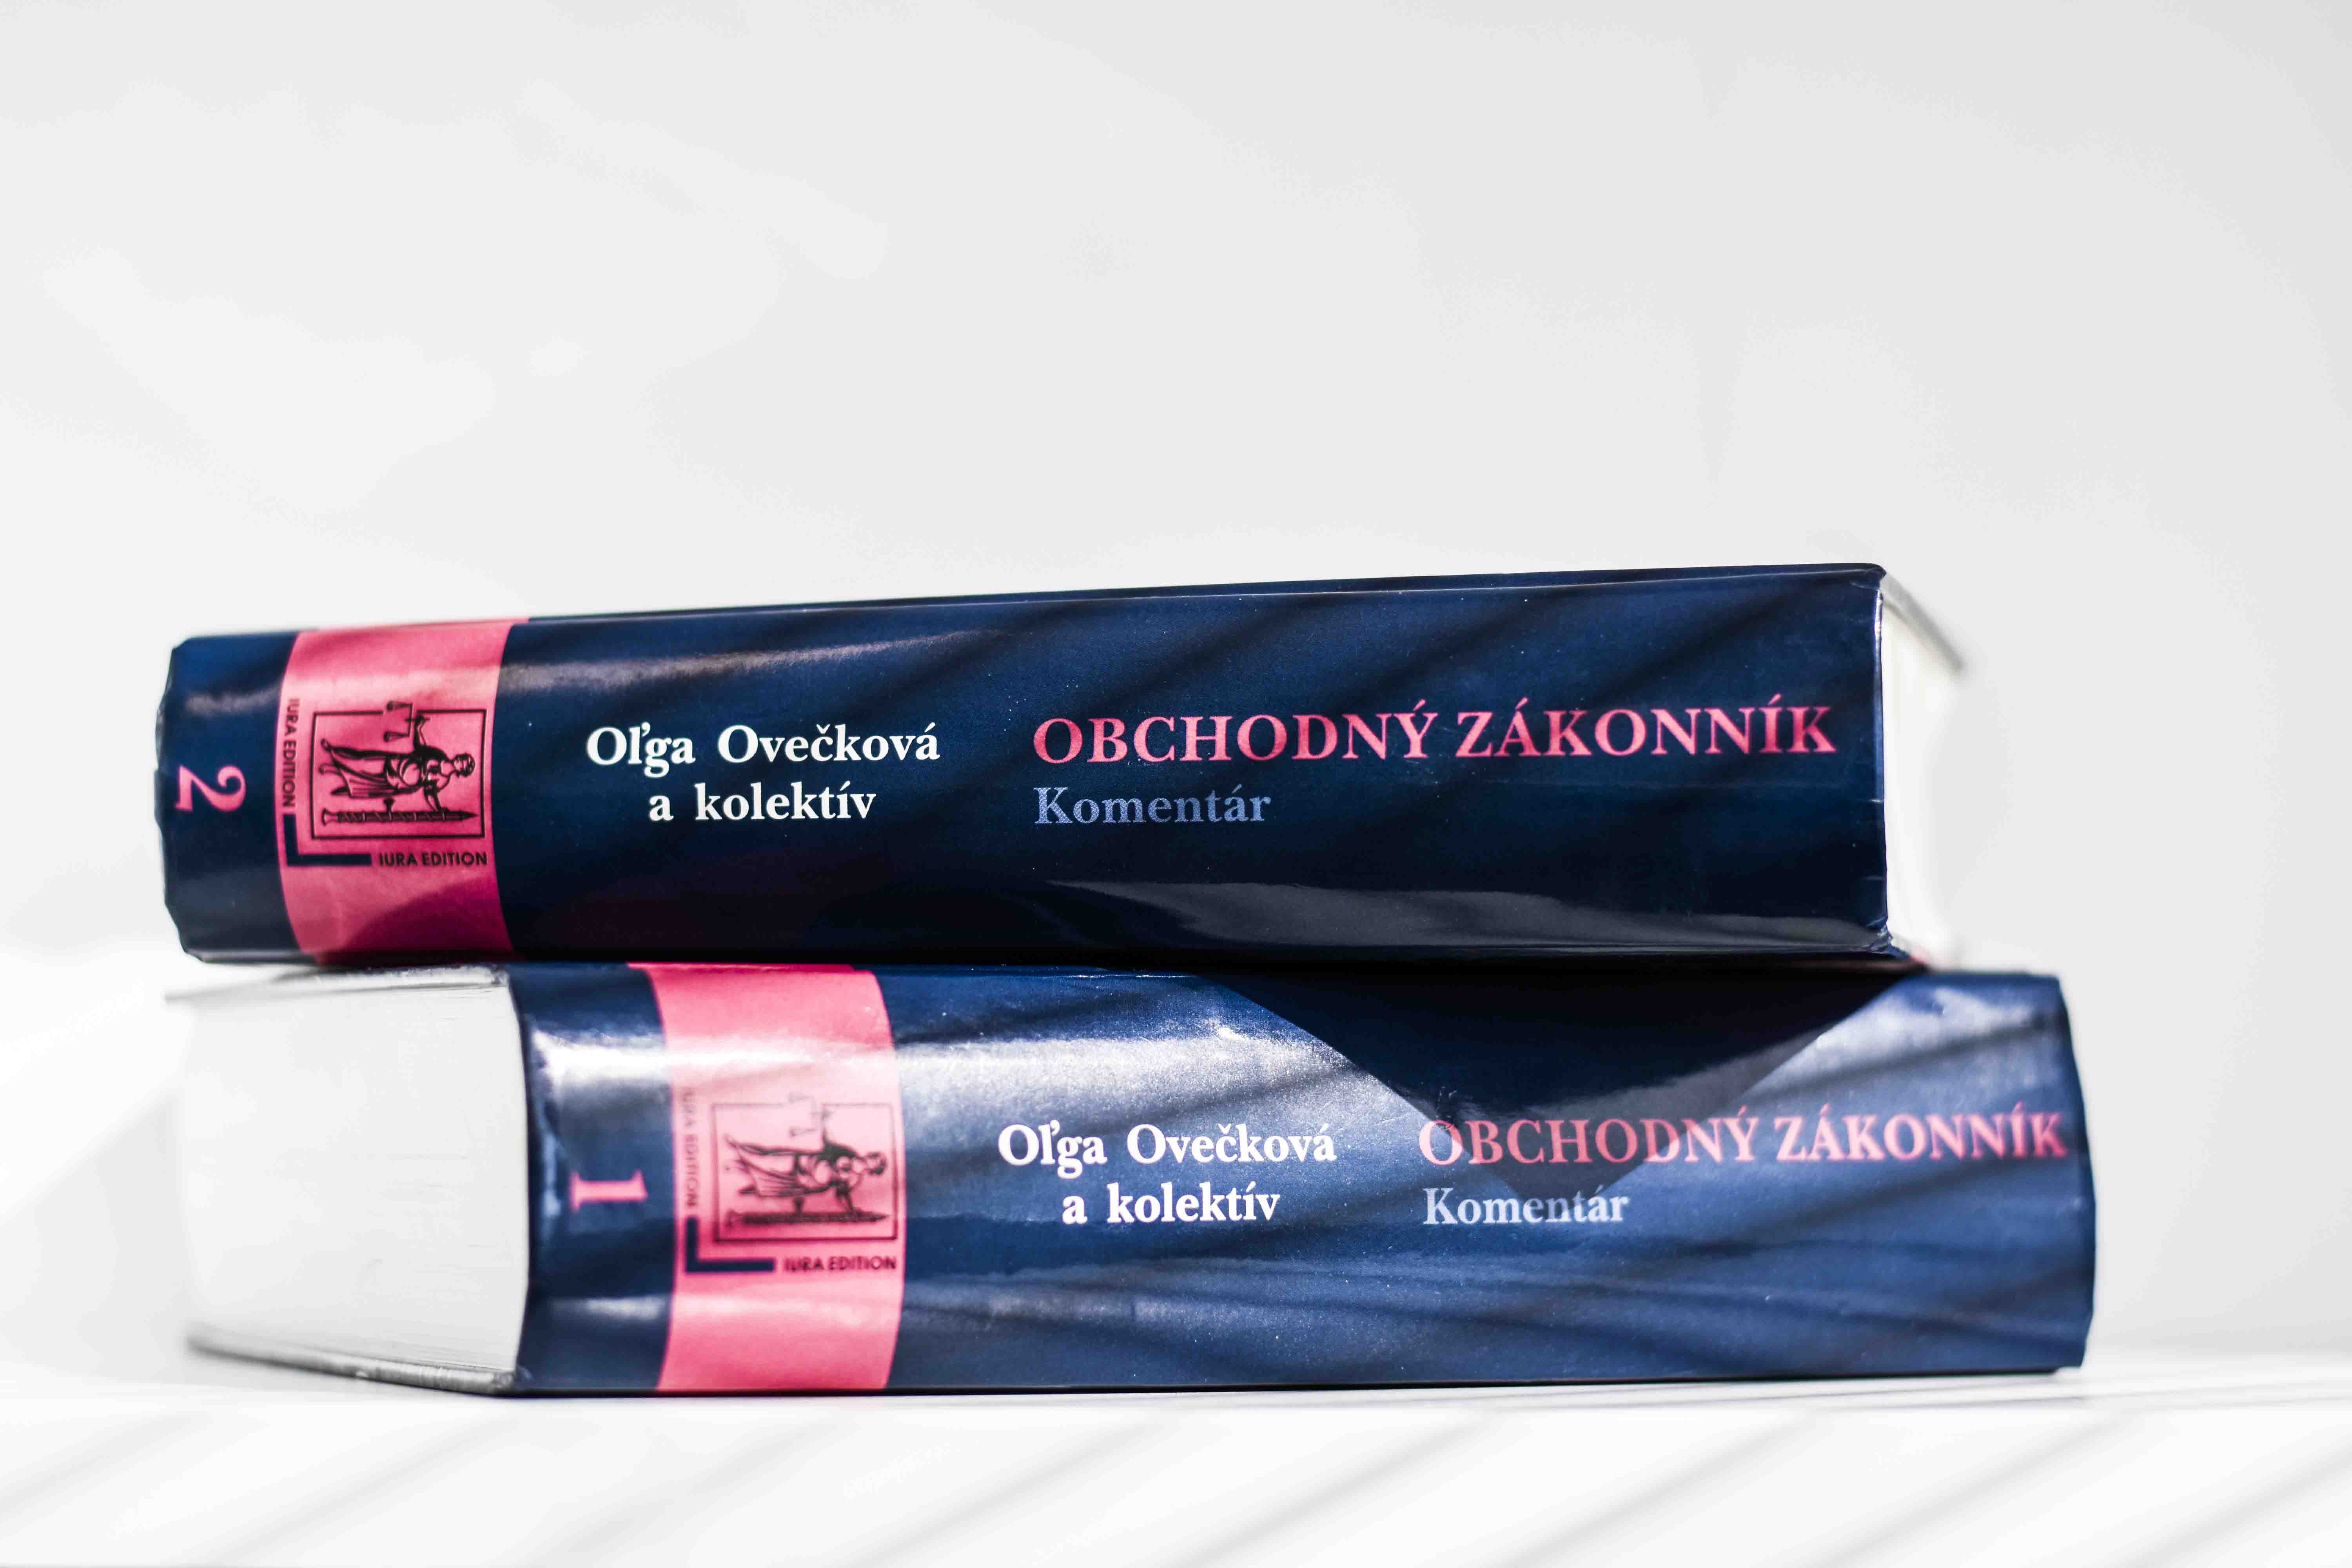 2
IURA EDITION
IURA EDITION
Oľga Ovečková
a kolektív
OBCHODNÝ ZÁKONNÍK
Komentár
1
IURA EDITION
IURA EDITION
Oľga Ovečková
a kolektív
OBCHODNÝ ZÁKONNÍK
Komentár